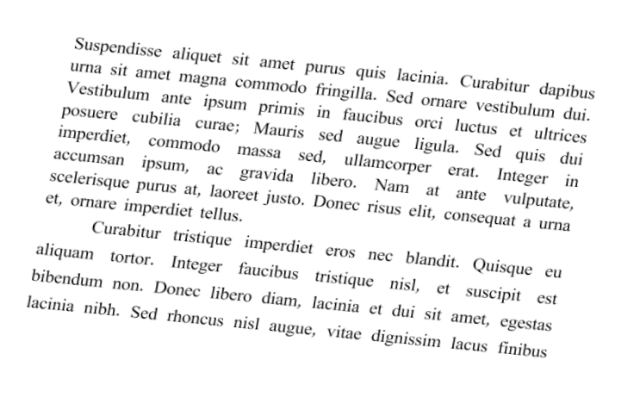 Suspendisse aliquet sit amet purus quis lacinia. Curabitur dapibus
urna sit amet magna commodo fringilla. Sed ornare vestibulum dui.
Vestibulum ante ipsum primis in faucibus orci luctus et ultrices
posuere cubilia curae; Mauris sed augue ligula. Sed quis dui
imperdiet, commodo massa sed, ullamcorper erat. Integer in
accumsan ipsum, ac gravida libero. Nam at ante vulputate,
scelerisque purus at, laoreet justo. Donec risus elit, consequat a urna
et, ornare imperdiet tellus.
Curabitur tristique imperdiet eros nec blandit. Quisque eu
aliquam tortor. Integer faucibus tristique nisl, et suscipit est
bibendum non. Donec libero diam, lacinia et dui sit amet, egestas
lacinia nibh. Sed rhoncus nisl augue, vitae dignissim lacus finibus